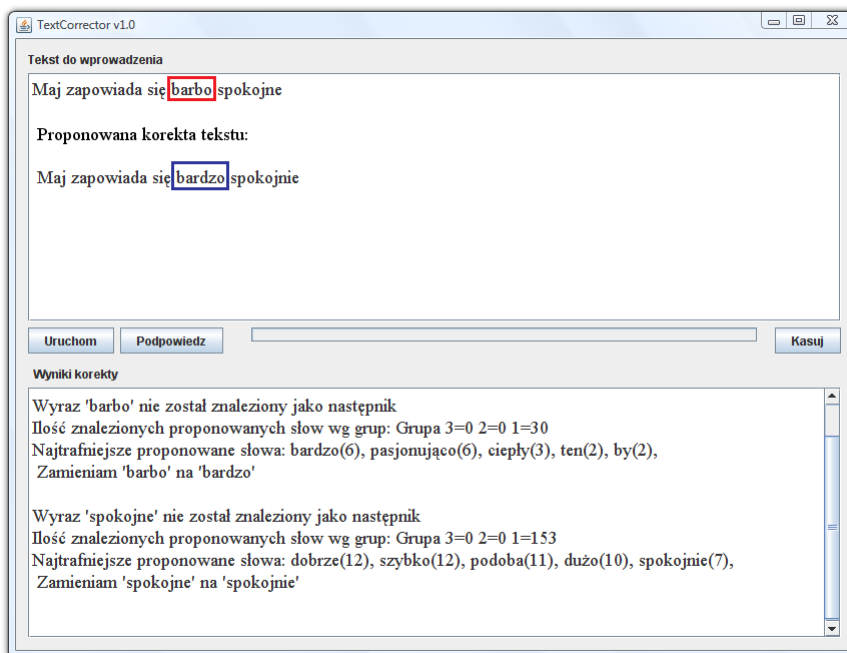 TextCorrector v1.0
Tekst do wprowadzenia
Maj zapowiada się barbo spokojne
Proponowana korekta tekstu:
Maj zapowiada się bardzo spokojnie
Uruchom Podpowiedz Kasuj
Wyniki korekty
Wyraz 'barbo' nie został znaleziony jako następnik
Ilość znalezionych proponowanych słow wg grup: Grupa 3=0 2=0 1=30
Najtrafniejsze proponowane słowa: bardzo(6), pasjonująco(6), ciepły(3), ten(2), by(2),
Zamieniam 'barbo' na 'bardzo'
Wyraz 'spokojne' nie został znaleziony jako następnik
Ilość znalezionych proponowanych słow wg grup: Grupa 3=0 2=0 1=153
Najtrafniejsze proponowane słowa: dobrze(12), szybko(12), podoba(11), dużo(10), spokojnie(7),
Zamieniam 'spokojne' na 'spokojnie'